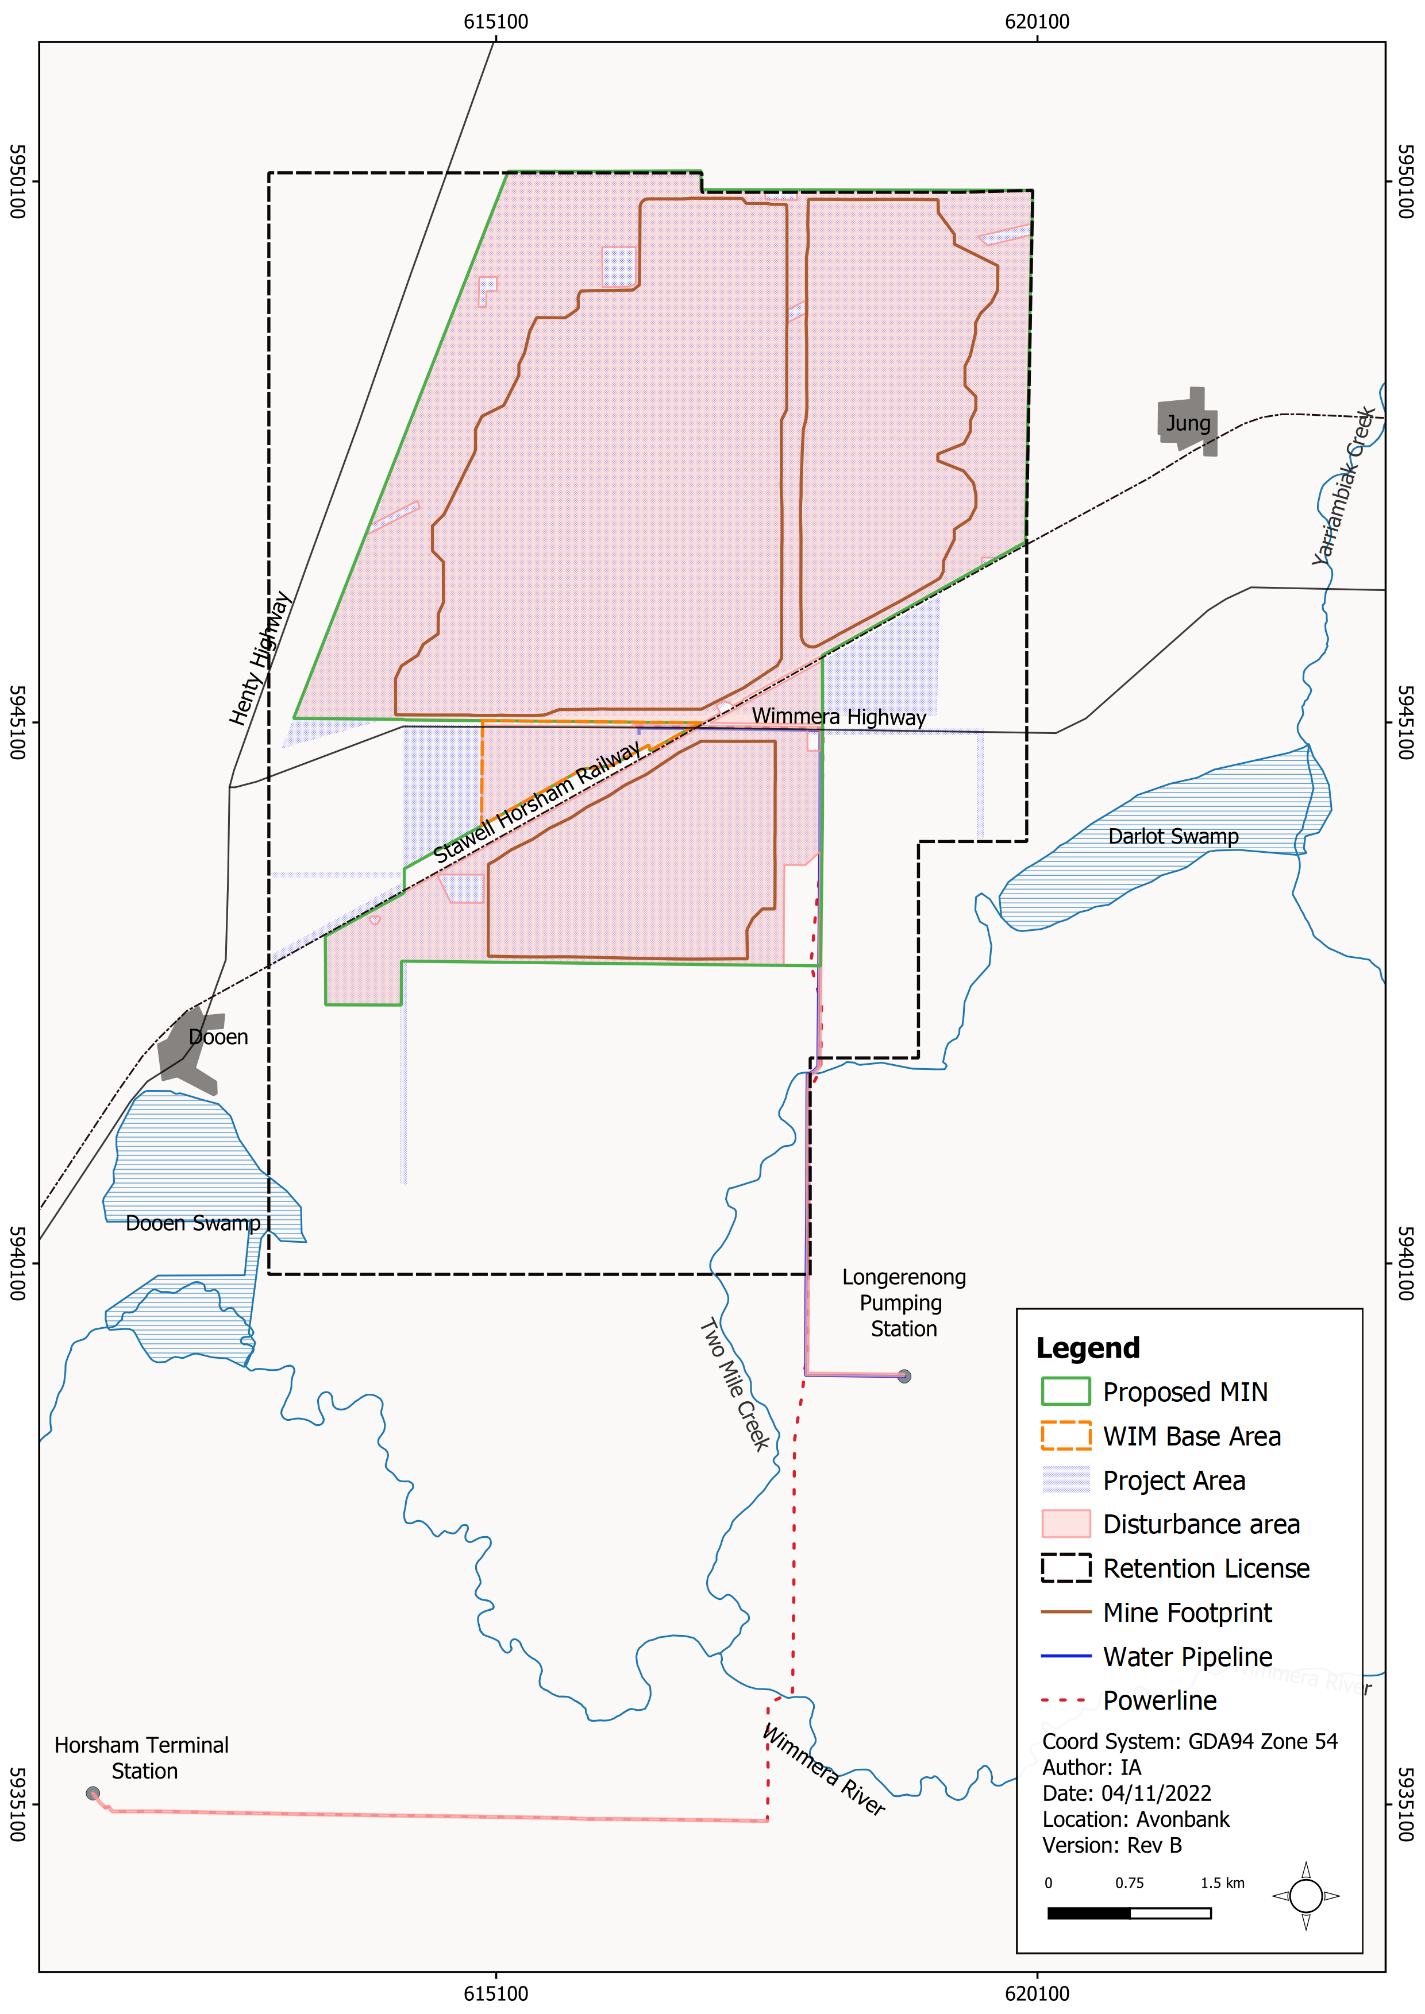 615100
620100
5950100
5950100
Jung
Yarriambiak Creek
Henty Highway
5945100
Wimmera Highway
5945100
Stawell Horsham Railway
Darlot Swamp
Dooen
Dooen Swamp
5940100
5940100
Longerenong
Pumping
Station
Two Mile Creek
Legend
Proposed MIN
WIM Base Area
Project Area
Disturbance area
Retention License
Mine Footprint
Water Pipeline
Wimmera River
Powerline
Horsham Terminal
Station
Wimmera River
5935100
5935100
Coord System: GDA94 Zone 54
Author: IA
Date: 04/11/2022
Location: Avonbank
Version: Rev B
0 0.75 1.5 km
615100
620100